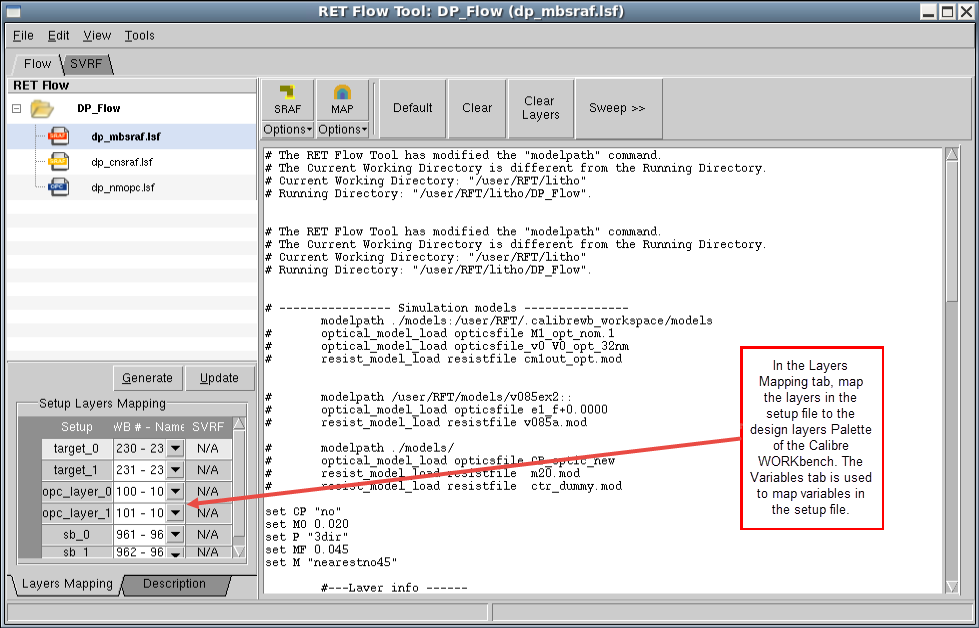 RET Flow Tool: DP_Flow (dp_mbsraf.lsf)
File Edit View Tools
Flow SVRF
RET Flow
DP_Flow
dp_mbsraf.lsf
dp_cnsraf.lsf
OPC dp_nmopc.lsf
SRAF MAP Default Clear Clear Layers Sweep >>
Options Options
# The RET Flow Tool has modified the "modelpath" command.
# The Current Working Directory is different from the Running Directory.
# Current Working Directory: "/user/RFT/litho"
# Running Directory: "/user/RFT/litho/DP_Flow".
# The RET Flow Tool has modified the "modelpath" command.
# The Current Working Directory is different from the Running Directory.
# Current Working Directory: "/user/RFT/litho"
# Running Directory: "/user/RFT/litho/DP_Flow".
# ---------------- Simulation models ---------------
modelpath ./models:/user/RFT/.calibrewb_workspace/models
# optical_model_load opticsfile M1_opt_nom.1
# optical_model_load opticsfile_v0 V0_opt_32nm
# resist_model_load resistfile cm1out_opt.mod
# modelpath /user/RFT/models/v085ex2::
# optical_model_load opticsfile e1_f+0.0000
# resist_model_load resistfile v085a.mod
# modelpath ./models/
# optical_model_load opticsfile CP_optic_new
# resist_model_load resistfile m20.mod
# resist_model_load resistfile ctr_dummy.mod
set CP "no"
set MO 0.020
set P "3dir"
set MF 0.045
set M "nearestno45"
#---Layer info ------
Generate Update
Setup Layers Mapping
Setup WB # - Name SVRF
target_0 230 - 23 N/A
target_1 231 - 23 N/A
opc_layer_0 100 - 10 N/A
opc_layer_1 101 - 10 N/A
sb_0 961 - 96 N/A
sb_1 962 - 96 N/A
Layers Mapping Description
In the Layers
Mapping tab, map
the layers in the
setup file to the
design layers Palette
of the Calibre
WORKbench. The
Variables tab is used
to map variables in
the setup file.